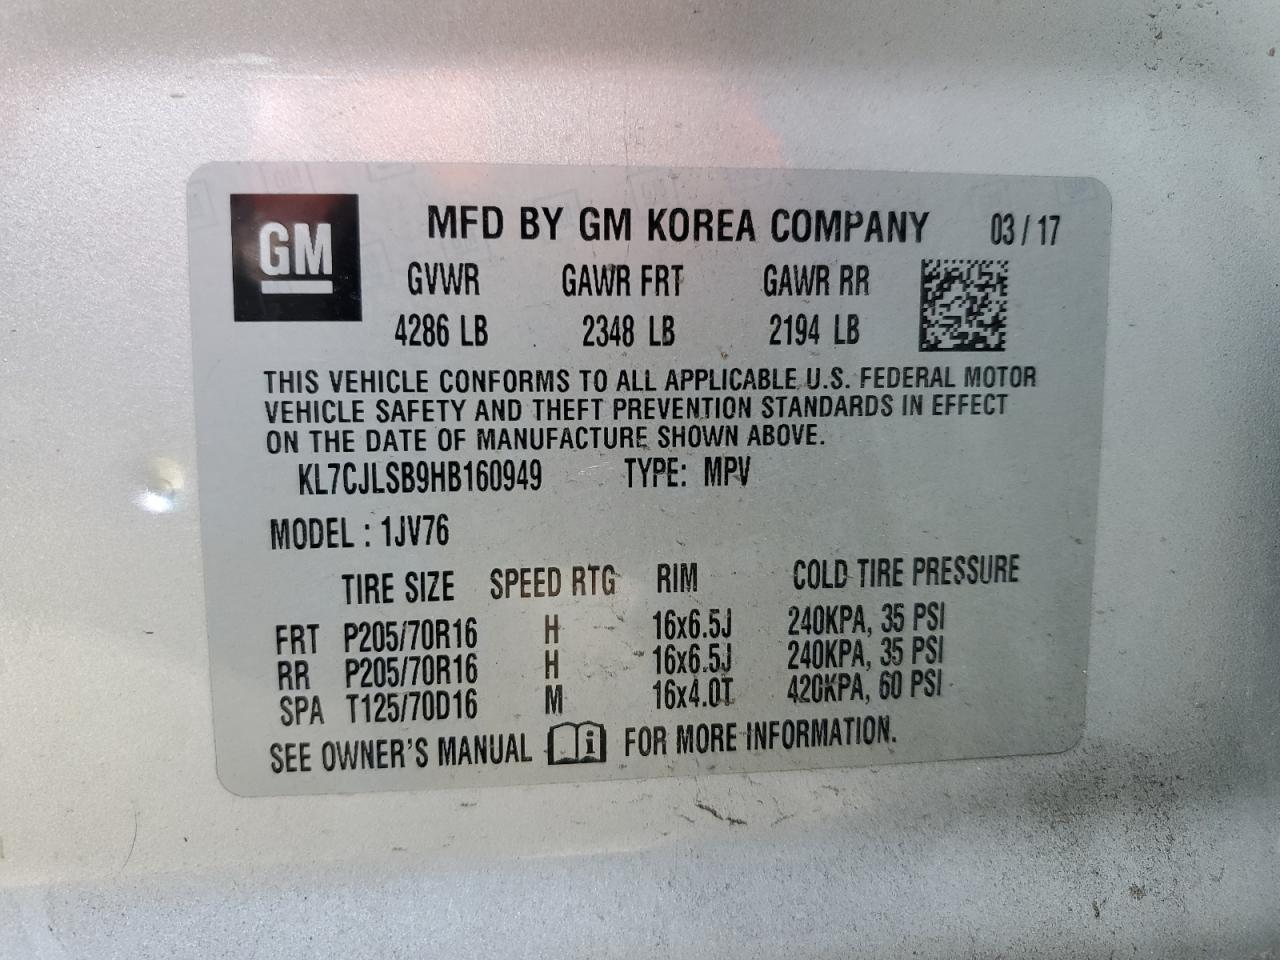 GM
MFD BY GM KOREA COMPANY 03 / 17
GVWR GAWR FRT GAWR RR
4286 LB 2348 LB 2194 LB
THIS VEHICLE CONFORMS TO ALL APPLICABLE U.S. FEDERAL MOTOR
VEHICLE SAFETY AND THEFT PREVENTION STANDARDS IN EFFECT
ON THE DATE OF MANUFACTURE SHOWN ABOVE.
KL7CJLSB9HB160949 TYPE: MPV
MODEL : 1JV76
TIRE SIZE SPEED RTG RIM COLD TIRE PRESSURE
FRT P205/70R16 H 16x6.5J 240KPA, 35 PSI
RR P205/70R16 H 16x6.5J 240KPA, 35 PSI
SPA T125/70D16 M 16x4.0T 420KPA, 60 PSI
SEE OWNER'S MANUAL i FOR MORE INFORMATION.